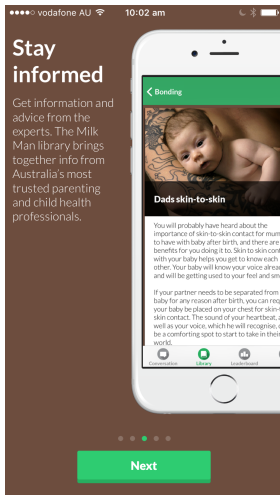 vodafone AU 10:02 am
Stay
informed
Get information and
advice from the
experts. The Milk
Man library brings
together info from
Australia's most
trusted parenting
and child health
professionals.
Bonding
Dads skin-to-skin
You will probably have heard about the
importance of skin-to-skin contact for mum
to have with baby after birth, and there are
benefits for you doing it. Skin to skin cont
with your baby helps you get to know each
other. Your baby will know your voice alrea
and will be getting used to your feel and sm
If your partner needs to be separated from
baby for any reason after birth, you can req
your baby be placed on your chest for skin-t
skin contact. The sound of your heartbeat, a
well as your voice, which he will recognise, c
be a comforting spot to start to take in their
world.
Conversation Library Leaderboard
Next